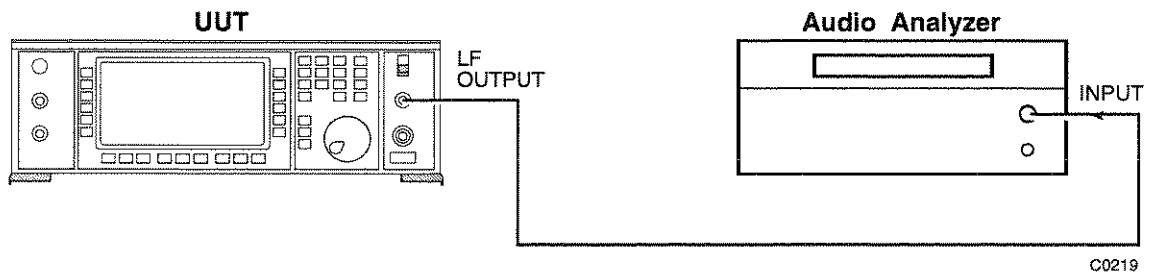 UUT
Audio Analyzer
LF
OUTPUT
INPUT
C0219